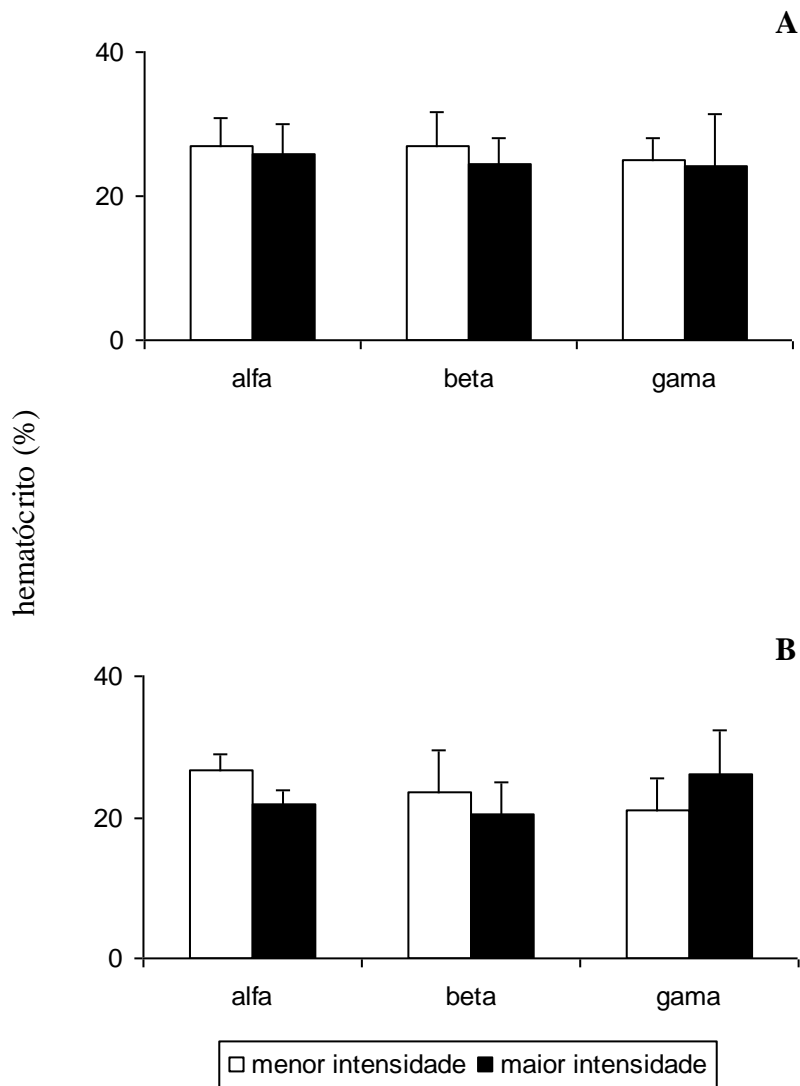 A
40
20
0
alfa beta gama
hematócrito (%)
B
40
20
0
alfa beta gama
menor intensidade maior intensidade